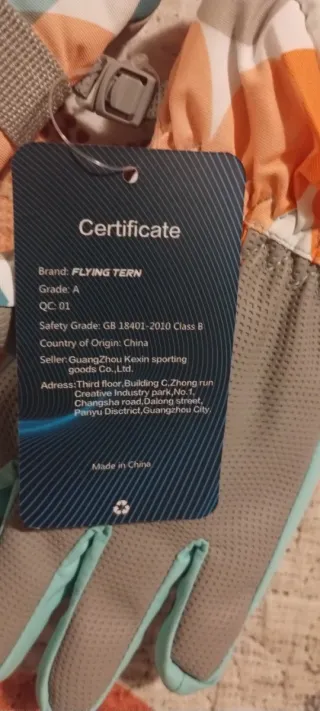 Certificate
Brand: FLYING TERN
Grade: A
QC: 01
Safety Grade: GB 18401-2010 Class B
Country of Origin: China
Seller:GuangZhou Kexin sporting
goods Co.,Ltd.
Adress:Third floor,Building C,Zhong run
Creative Industry park,No.1,
Changsha road,Dalong street,
Panyu Disctrict,Guangzhou City.
Made in China